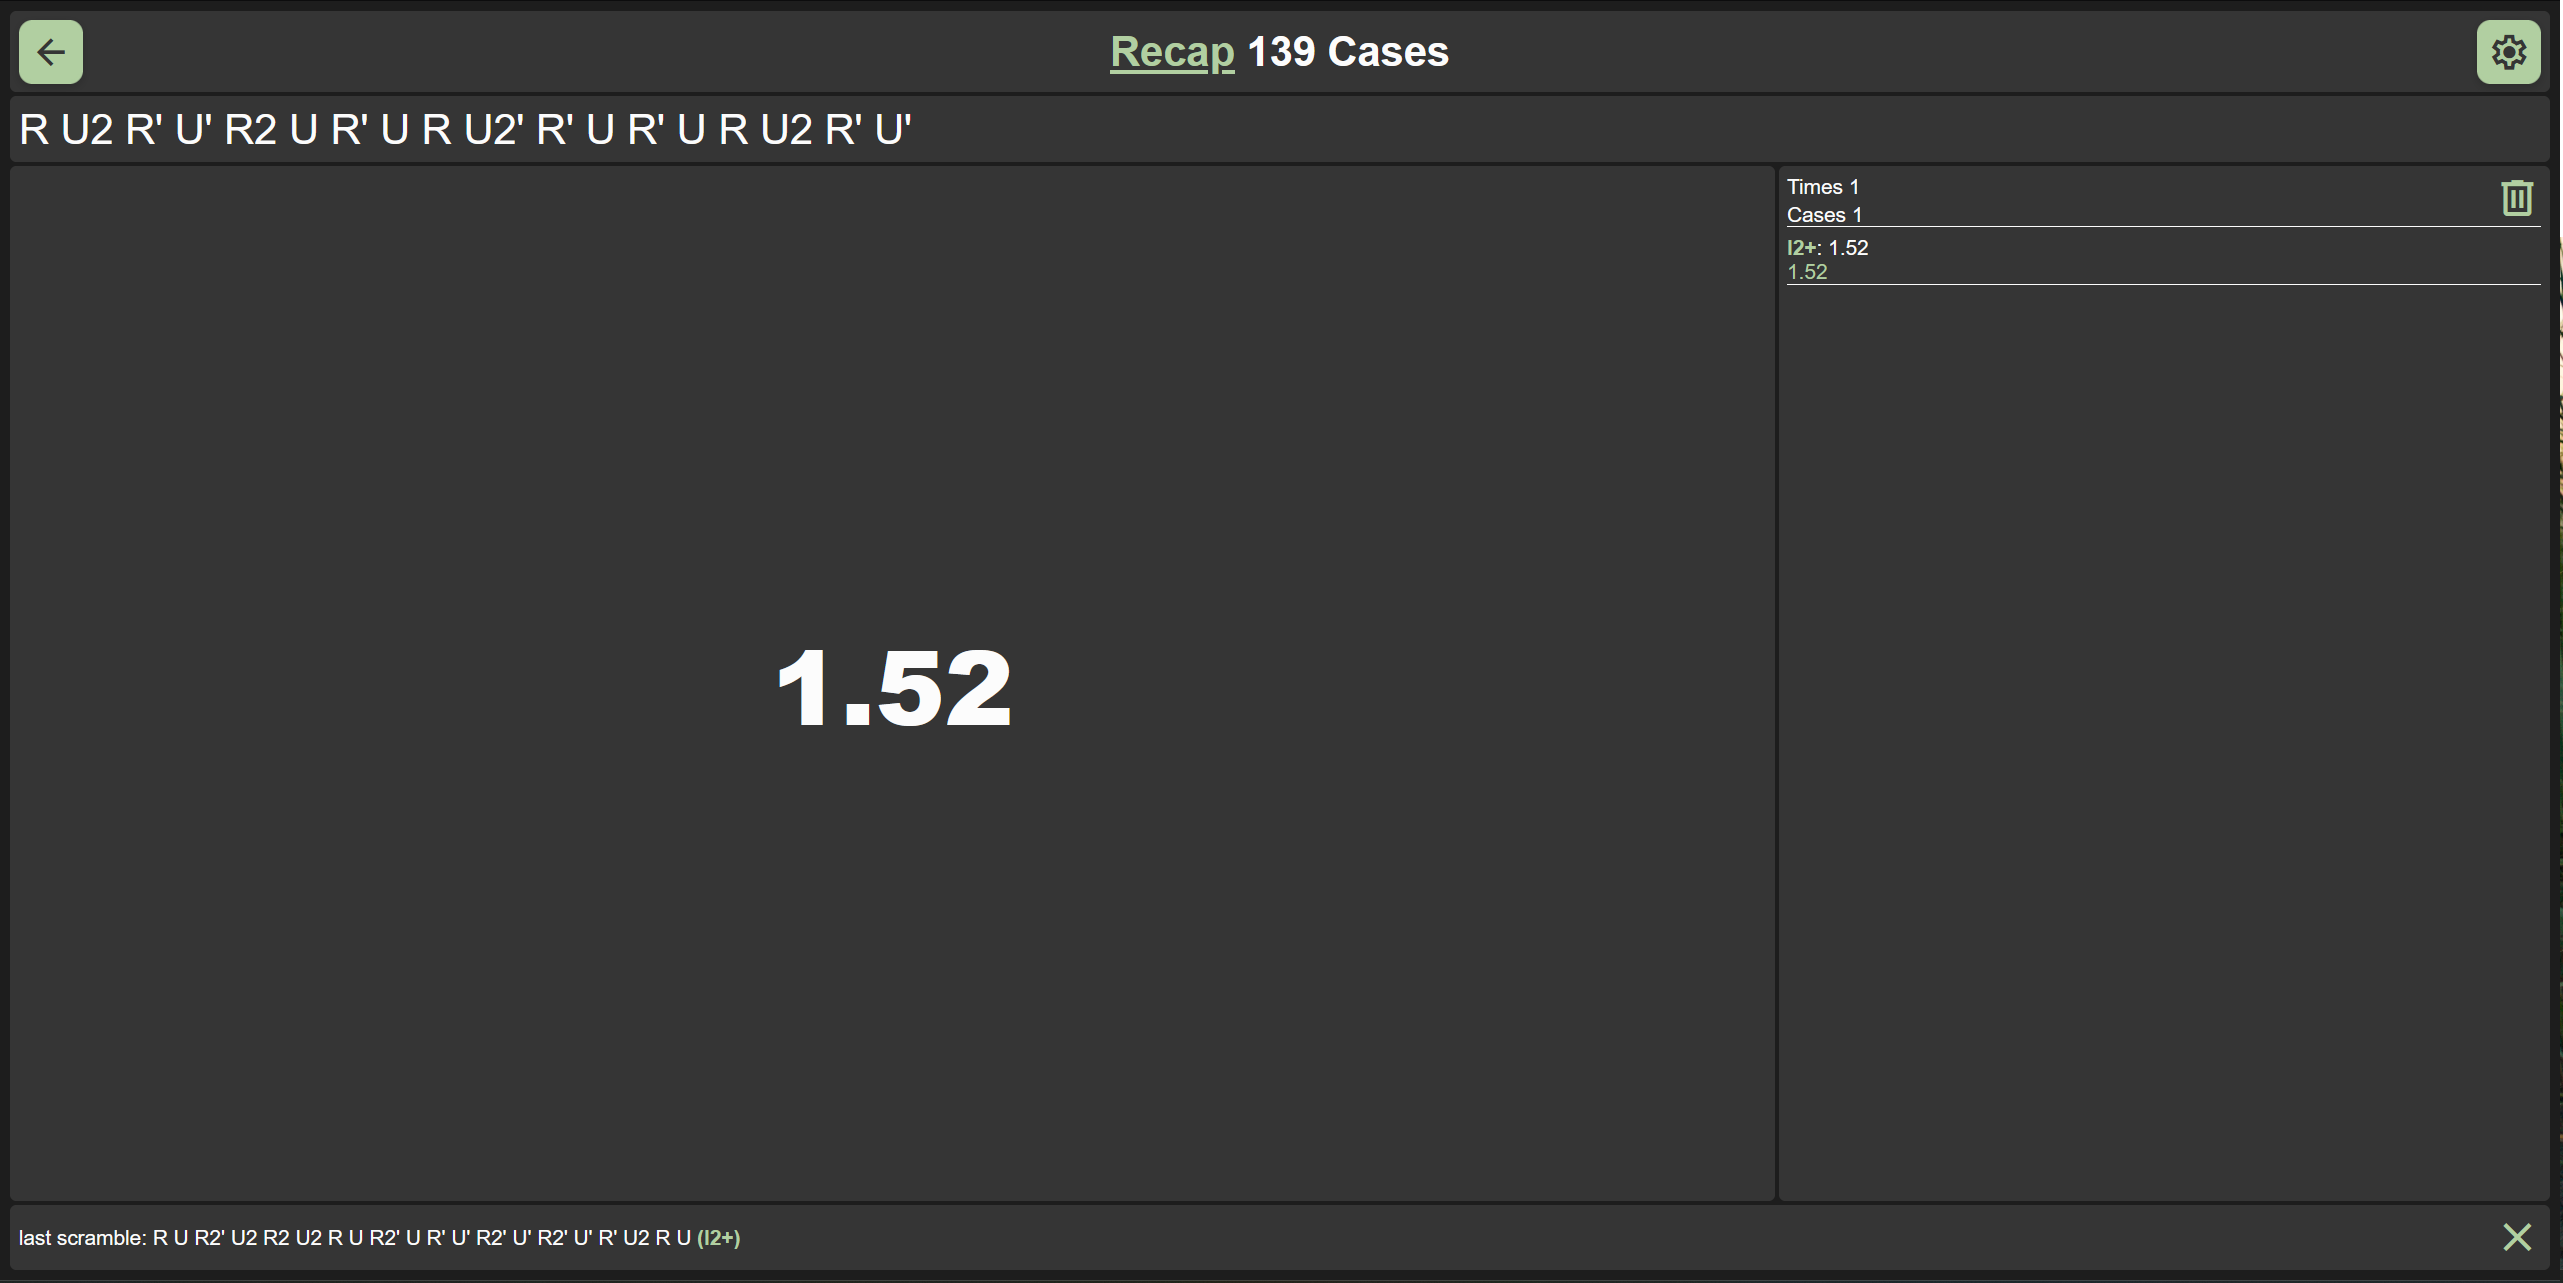 Recap 139 Cases
R U2 R' U' R2 U R' U R U2' R' U R' U R U2 R' U'
Times 1
Cases 1
I2+: 1.52
1.52
1.52
last scramble: R U R2' U2 R2 U2 R U R2' U R' U' R2' U' R2' U' R' U2 R U (I2+)